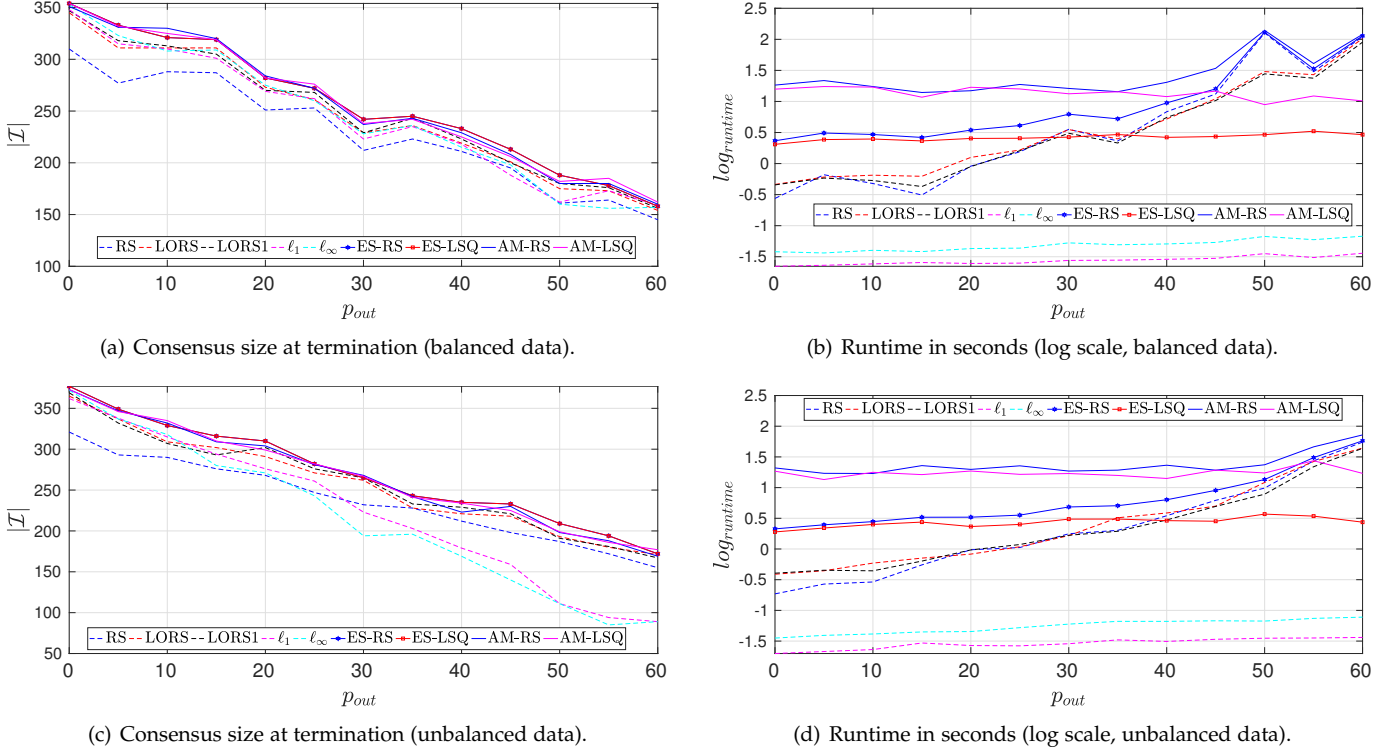 350
300
250
200
150
100
|𝓘|
RS LORS LORS1 ℓ₁ ℓ∞ ES-RS ES-LSQ AM-RS AM-LSQ
0 10 20 30 40 50 60
p_out
(a) Consensus size at termination (balanced data).
2.5
2
1.5
1
0.5
0
-0.5
-1
-1.5
log_runtime
RS LORS LORS1 ℓ₁ ℓ∞ ES-RS ES-LSQ AM-RS AM-LSQ
0 10 20 30 40 50 60
p_out
(b) Runtime in seconds (log scale, balanced data).
350
300
250
200
150
100
50
|𝓘|
RS LORS LORS1 ℓ₁ ℓ∞ ES-RS ES-LSQ AM-RS AM-LSQ
0 10 20 30 40 50 60
p_out
(c) Consensus size at termination (unbalanced data).
2.5
2
1.5
1
0.5
0
-0.5
-1
-1.5
log_runtime
RS LORS LORS1 ℓ₁ ℓ∞ ES-RS ES-LSQ AM-RS AM-LSQ
0 10 20 30 40 50 60
p_out
(d) Runtime in seconds (log scale, unbalanced data).